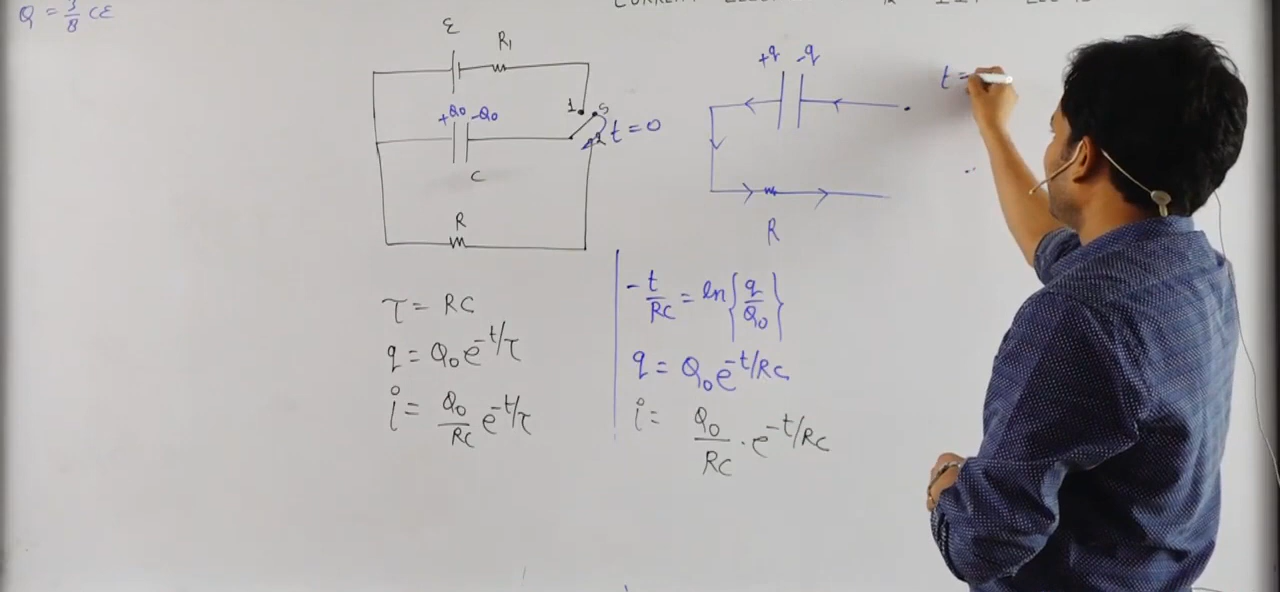 Q = 3/8 CE
CURRENT
ε
R₁
1
S
+Q₀ -Q₀
2
t = 0
C
R
+q -q
R
t =
τ = RC
q = Q₀e^-t/τ
i = Q₀/RC e^-t/τ
-t/RC = ln{q/Q₀}
q = Q₀e^-t/RC
i = Q₀/RC · e^-t/RC